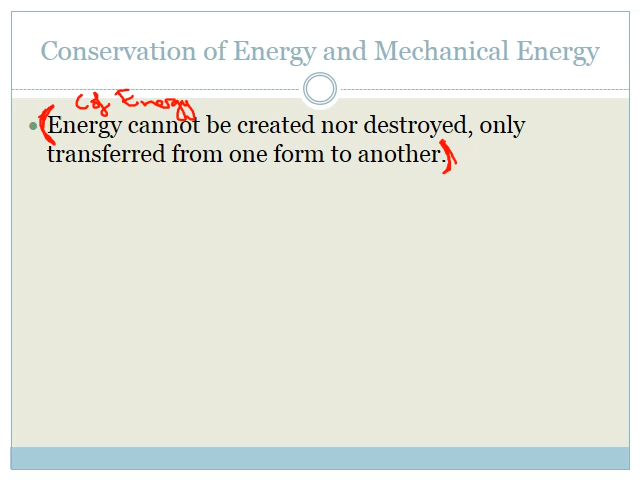 Conservation of Energy and Mechanical Energy
C of Energy
Energy cannot be created nor destroyed, only
transferred from one form to another.